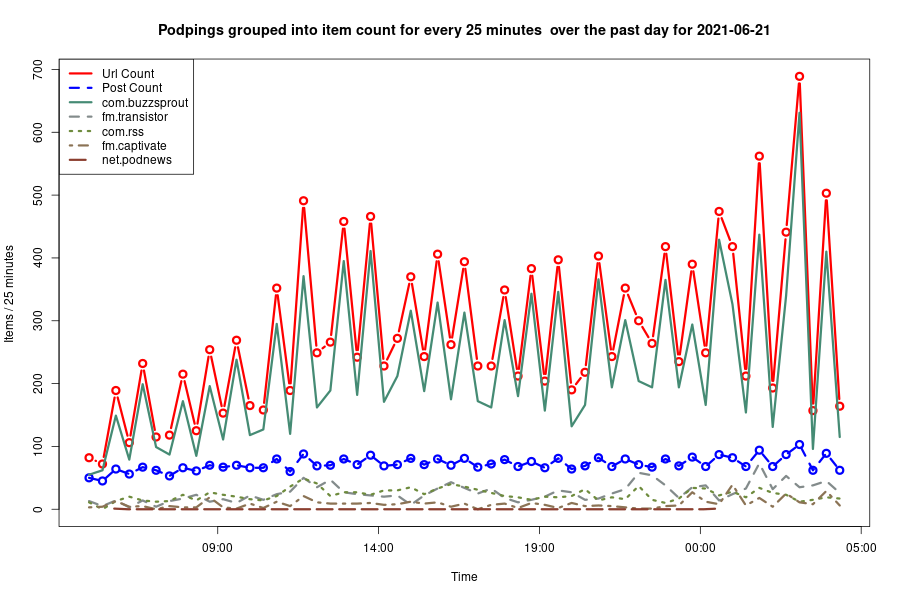 Podpings grouped into item count for every 25 minutes  over the past day for 2021-06-21
Url Count
Post Count
com.buzzsprout
fm.transistor
com.rss
fm.captivate
net.podnews
Items / 25 minutes
700
600
500
400
300
200
100
0
09:00
14:00
19:00
00:00
05:00
Time